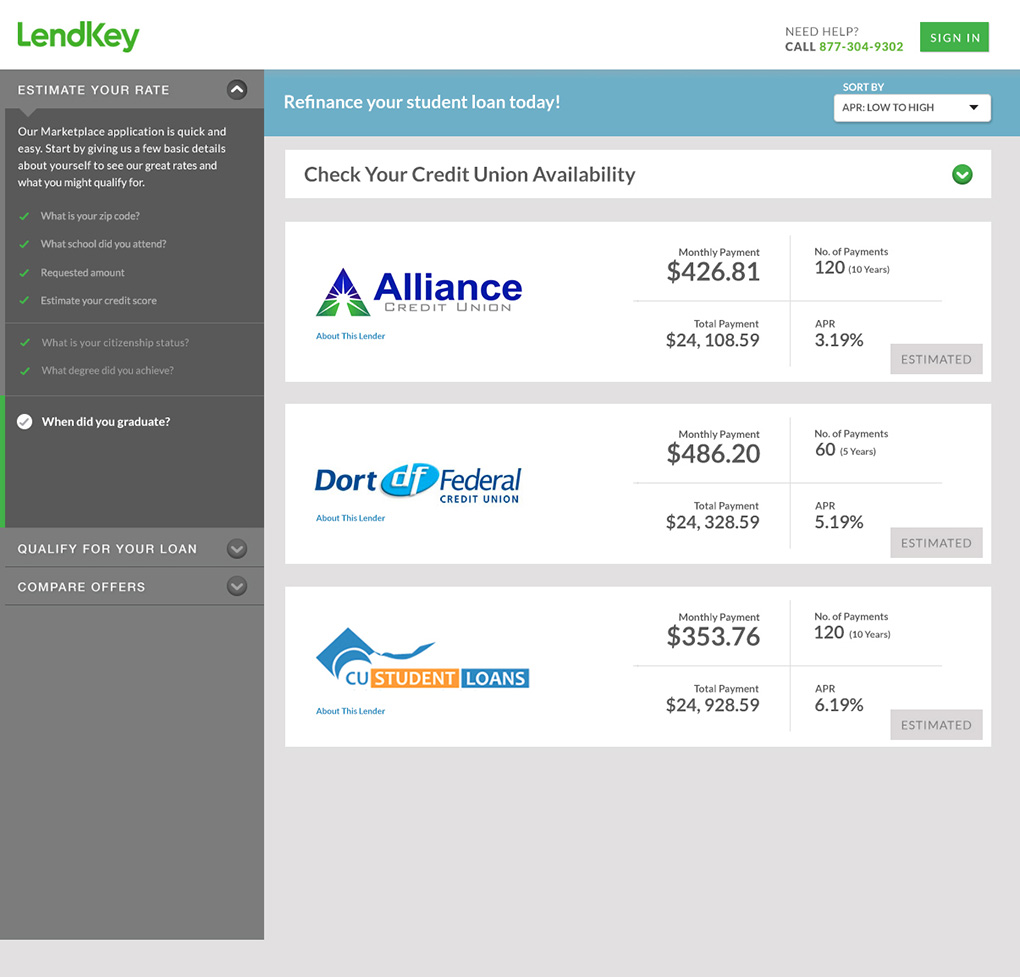 LendKey
NEED HELP?
CALL 877-304-9302
SIGN IN
ESTIMATE YOUR RATE
Our Marketplace application is quick and
easy. Start by giving us a few basic details
about yourself to see our great rates and
what you might qualify for.
What is your zip code?
What school did you attend?
Requested amount
Estimate your credit score
What is your citizenship status?
What degree did you achieve?
When did you graduate?
QUALIFY FOR YOUR LOAN
COMPARE OFFERS
Refinance your student loan today!
SORT BY
APR: LOW TO HIGH
Check Your Credit Union Availability
Alliance
CREDIT UNION
About This Lender
Monthly Payment
$426.81
No. of Payments
120 (10 Years)
Total Payment
$24, 108.59
APR
3.19%
ESTIMATED
Dort df Federal
CREDIT UNION
About This Lender
Monthly Payment
$486.20
No. of Payments
60 (5 Years)
Total Payment
$24, 328.59
APR
5.19%
ESTIMATED
CU STUDENT LOANS
About This Lender
Monthly Payment
$353.76
No. of Payments
120 (10 Years)
Total Payment
$24, 928.59
APR
6.19%
ESTIMATED